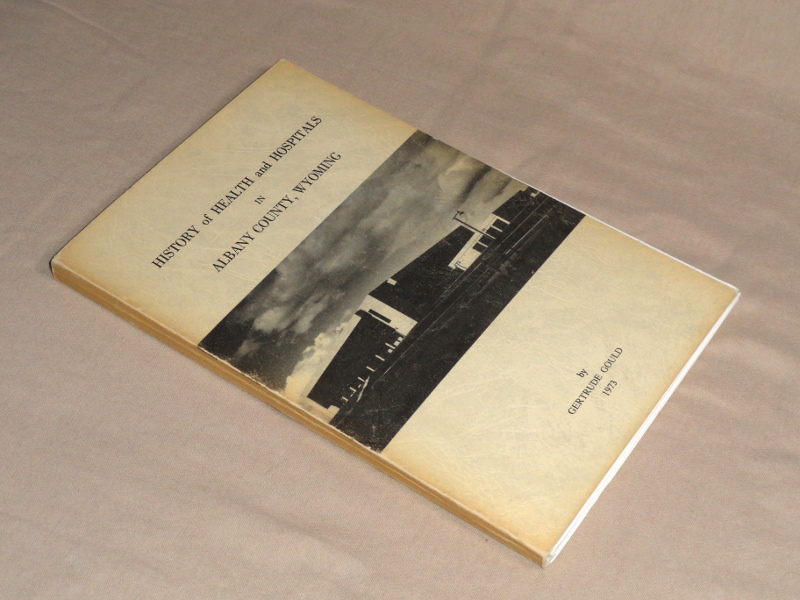 HISTORY of HEALTH and HOSPITALS
IN
ALBANY COUNTY, WYOMING
by
GERTRUDE GOULD
1973